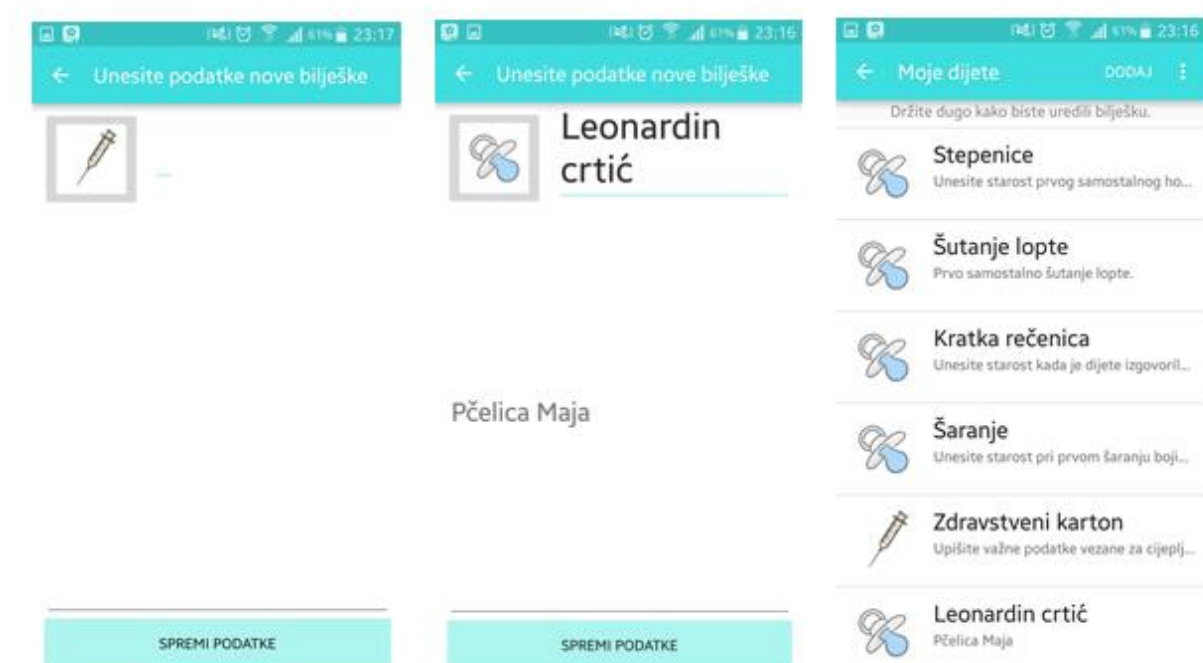 61% 23:17
Unesite podatke nove bilješke
SPREMI PODATKE
61% 23:16
Unesite podatke nove bilješke
Leonardin
crtić
Pčelica Maja
SPREMI PODATKE
61% 23:16
Moje dijete DODAJ
Držite dugo kako biste uredili bilješku.
Stepenice
Unesite starost prvog samostalnog ho...
Šutanje lopte
Prvo samostalno šutanje lopte.
Kratka rečenica
Unesite starost kada je dijete izgovoril...
Šaranje
Unesite starost pri prvom šaranju boji...
Zdravstveni karton
Upišite važne podatke vezane za cijeplj...
Leonardin crtić
Pčelica Maja